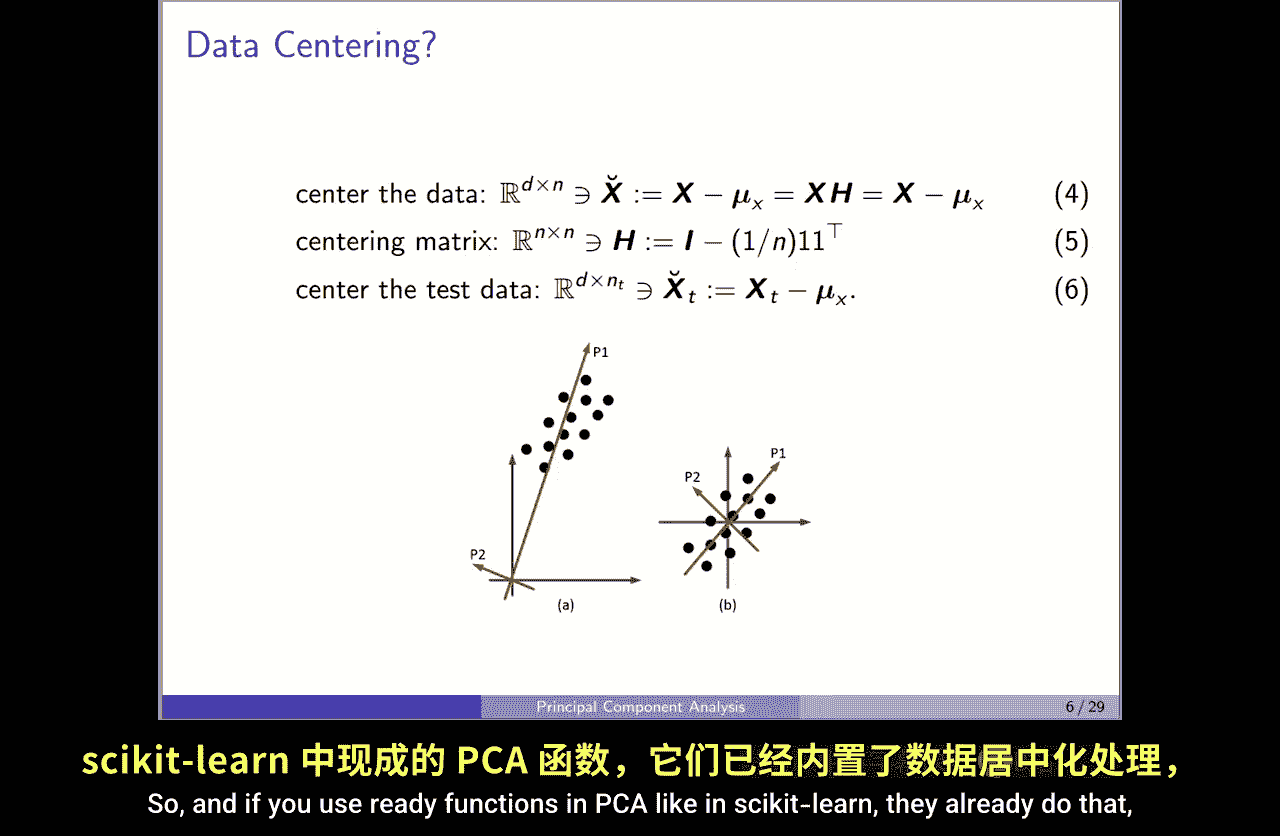 Data Centering?
center the data: ℝ^{d×n} ∋ X̆ := X − μ_x = XH = X − μ_x (4)
centering matrix: ℝ^{n×n} ∋ H := I − (1/n)11^⊤ (5)
center the test data: ℝ^{d×n_t} ∋ X̆_t := X_t − μ_x. (6)
P1
P2
(a)
P1
P2
(b)
Principal Component Analysis
6 / 29
scikit-learn 中现成的 PCA 函数，它们已经内置了数据居中化处理，
So, and if you use ready functions in PCA like in scikit-learn, they already do that,